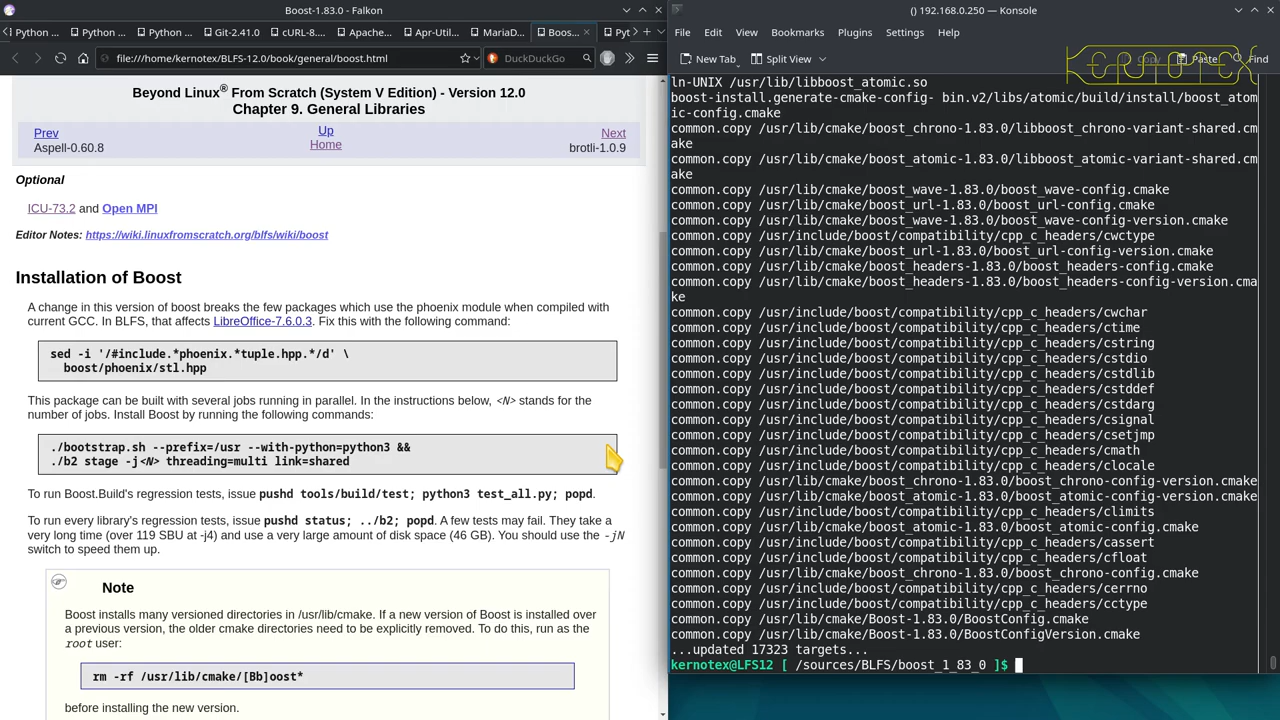 Boost-1.83.0 — Falkon
Python ...
Python ...
Python ...
Git-2.41.0
cURL-8....
Apache...
Apr-Util...
MariaD...
Boos...
Pyt
file:///home/kernotex/BLFS-12.0/book/general/boost.html
DuckDuckGo
Beyond Linux® From Scratch (System V Edition) - Version 12.0
Chapter 9. General Libraries
Prev
Up
Next
Aspell-0.60.8
Home
brotli-1.0.9
Optional
ICU-73.2 and Open MPI
Editor Notes: https://wiki.linuxfromscratch.org/blfs/wiki/boost
Installation of Boost
A change in this version of boost breaks the few packages which use the phoenix module when compiled with
current GCC. In BLFS, that affects LibreOffice-7.6.0.3. Fix this with the following command:
sed -i '/#include.*phoenix.*tuple.hpp.*/d' \
boost/phoenix/stl.hpp
This package can be built with several jobs running in parallel. In the instructions below, <N> stands for the
number of jobs. Install Boost by running the following commands:
./bootstrap.sh --prefix=/usr --with-python=python3 &&
./b2 stage -j<N> threading=multi link=shared
To run Boost.Build's regression tests, issue pushd tools/build/test; python3 test_all.py; popd.
To run every library's regression tests, issue pushd status; ../b2; popd. A few tests may fail. They take a
very long time (over 119 SBU at -j4) and use a very large amount of disk space (46 GB). You should use the -jN
switch to speed them up.
Note
Boost installs many versioned directories in /usr/lib/cmake. If a new version of Boost is installed over
a previous version, the older cmake directories need to be explicitly removed. To do this, run as the
root user:
rm -rf /usr/lib/cmake/[Bb]oost*
before installing the new version.
() 192.168.0.250 — Konsole
File Edit View Bookmarks Plugins Settings Help
New Tab
Split View
Copy
Paste
Find
KERNOTEX
ln-UNIX /usr/lib/libboost_atomic.so
boost-install.generate-cmake-config- bin.v2/libs/atomic/build/install/boost_atom
ic-config.cmake
common.copy /usr/lib/cmake/boost_chrono-1.83.0/libboost_chrono-variant-shared.cm
ake
common.copy /usr/lib/cmake/boost_atomic-1.83.0/libboost_atomic-variant-shared.cm
ake
common.copy /usr/lib/cmake/boost_wave-1.83.0/boost_wave-config.cmake
common.copy /usr/lib/cmake/boost_url-1.83.0/boost_url-config.cmake
common.copy /usr/lib/cmake/boost_wave-1.83.0/boost_wave-config-version.cmake
common.copy /usr/include/boost/compatibility/cpp_c_headers/cwctype
common.copy /usr/lib/cmake/boost_url-1.83.0/boost_url-config-version.cmake
common.copy /usr/lib/cmake/boost_headers-1.83.0/boost_headers-config.cmake
common.copy /usr/lib/cmake/boost_headers-1.83.0/boost_headers-config-version.cma
ke
common.copy /usr/include/boost/compatibility/cpp_c_headers/cwchar
common.copy /usr/include/boost/compatibility/cpp_c_headers/ctime
common.copy /usr/include/boost/compatibility/cpp_c_headers/cstring
common.copy /usr/include/boost/compatibility/cpp_c_headers/cstdio
common.copy /usr/include/boost/compatibility/cpp_c_headers/cstdlib
common.copy /usr/include/boost/compatibility/cpp_c_headers/cstddef
common.copy /usr/include/boost/compatibility/cpp_c_headers/cstdarg
common.copy /usr/include/boost/compatibility/cpp_c_headers/csignal
common.copy /usr/include/boost/compatibility/cpp_c_headers/csetjmp
common.copy /usr/include/boost/compatibility/cpp_c_headers/cmath
common.copy /usr/include/boost/compatibility/cpp_c_headers/clocale
common.copy /usr/lib/cmake/boost_chrono-1.83.0/boost_chrono-config-version.cmake
common.copy /usr/lib/cmake/boost_atomic-1.83.0/boost_atomic-config-version.cmake
common.copy /usr/include/boost/compatibility/cpp_c_headers/climits
common.copy /usr/lib/cmake/boost_atomic-1.83.0/boost_atomic-config.cmake
common.copy /usr/include/boost/compatibility/cpp_c_headers/cassert
common.copy /usr/include/boost/compatibility/cpp_c_headers/cfloat
common.copy /usr/lib/cmake/boost_chrono-1.83.0/boost_chrono-config.cmake
common.copy /usr/include/boost/compatibility/cpp_c_headers/cerrno
common.copy /usr/include/boost/compatibility/cpp_c_headers/cctype
common.copy /usr/lib/cmake/Boost-1.83.0/BoostConfig.cmake
common.copy /usr/lib/cmake/Boost-1.83.0/BoostConfigVersion.cmake
...updated 17323 targets...
kernotex@LFS12 [ /sources/BLFS/boost_1_83_0 ]$